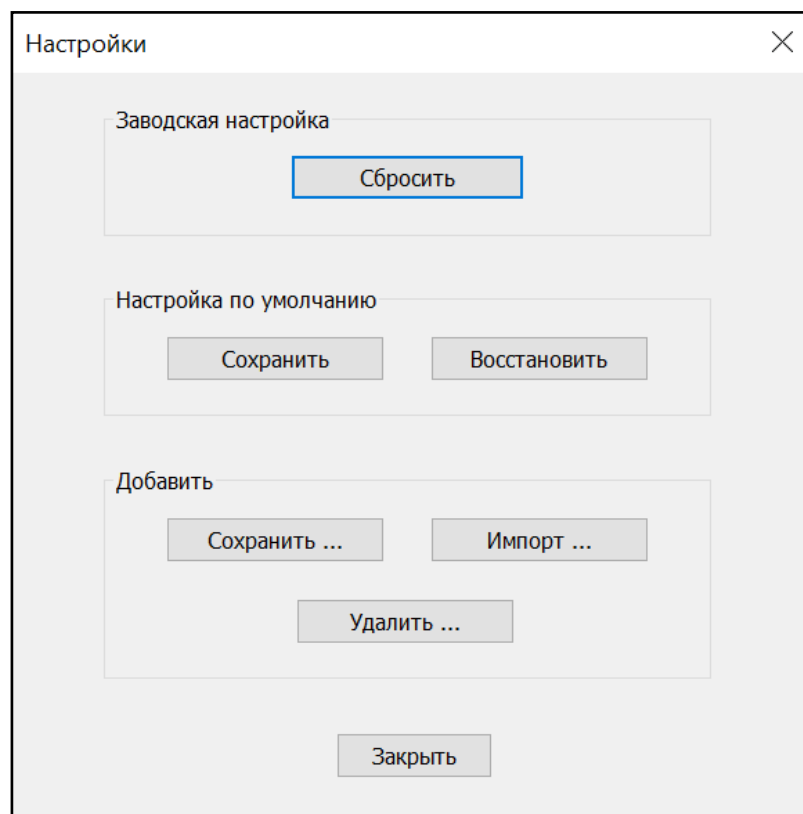 Настройки
Заводская настройка
Сбросить
Настройка по умолчанию
Сохранить Восстановить
Добавить
Сохранить ... Импорт ...
Удалить ...
Закрыть